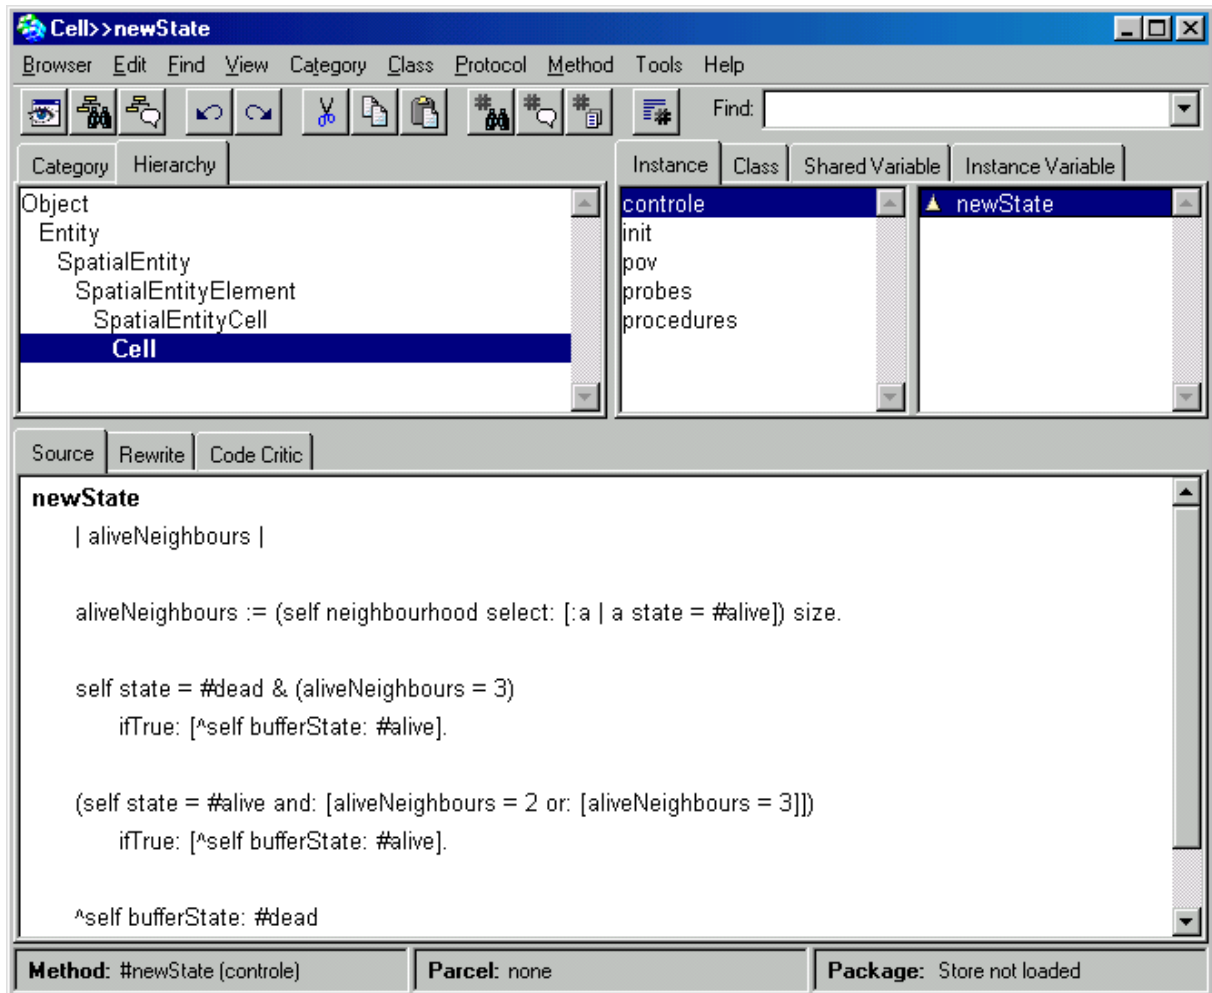 Cell>>newState
Browser Edit Find View Category Class Protocol Method Tools Help
Find:
Category Hierarchy
Instance Class Shared Variable Instance Variable
Object
Entity
SpatialEntity
SpatialEntityElement
SpatialEntityCell
Cell
controle
init
pov
probes
procedures
newState
Source Rewrite Code Critic
newState
| aliveNeighbours |
aliveNeighbours := (self neighbourhood select: [:a | a state = #alive]) size.
self state = #dead & (aliveNeighbours = 3)
ifTrue: [^self bufferState: #alive].
(self state = #alive and: [aliveNeighbours = 2 or: [aliveNeighbours = 3]])
ifTrue: [^self bufferState: #alive].
^self bufferState: #dead
Method: #newState (controle) Parcel: none Package: Store not loaded